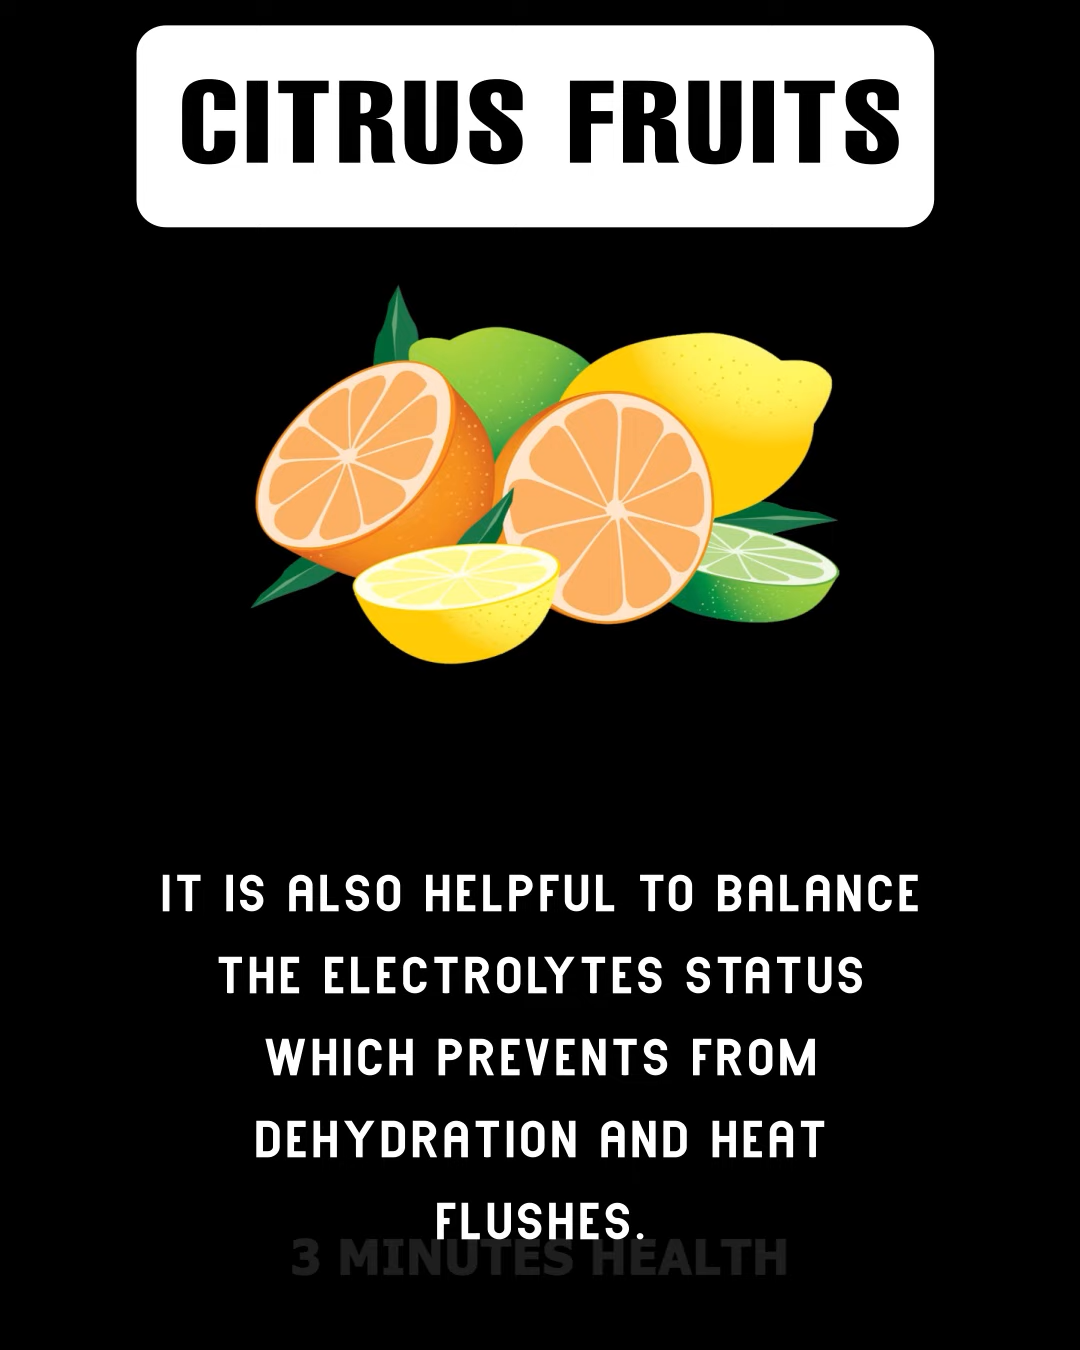 CITRUS FRUITS
IT IS ALSO HELPFUL TO BALANCE
THE ELECTROLYTES STATUS
WHICH PREVENTS FROM
DEHYDRATION AND HEAT
FLUSHES.
3 MINUTES HEALTH